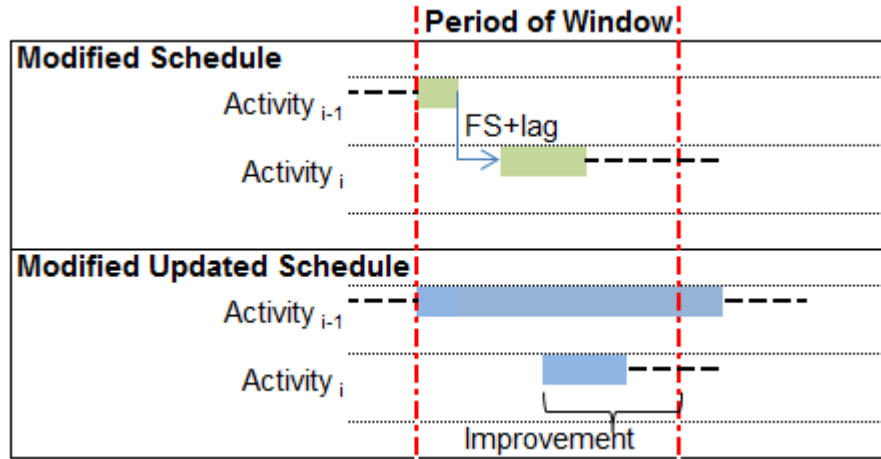 Period of Window
Modified Schedule
Activity i-1
FS+lag
Activity i
Modified Updated Schedule
Activity i-1
Activity i
Improvement